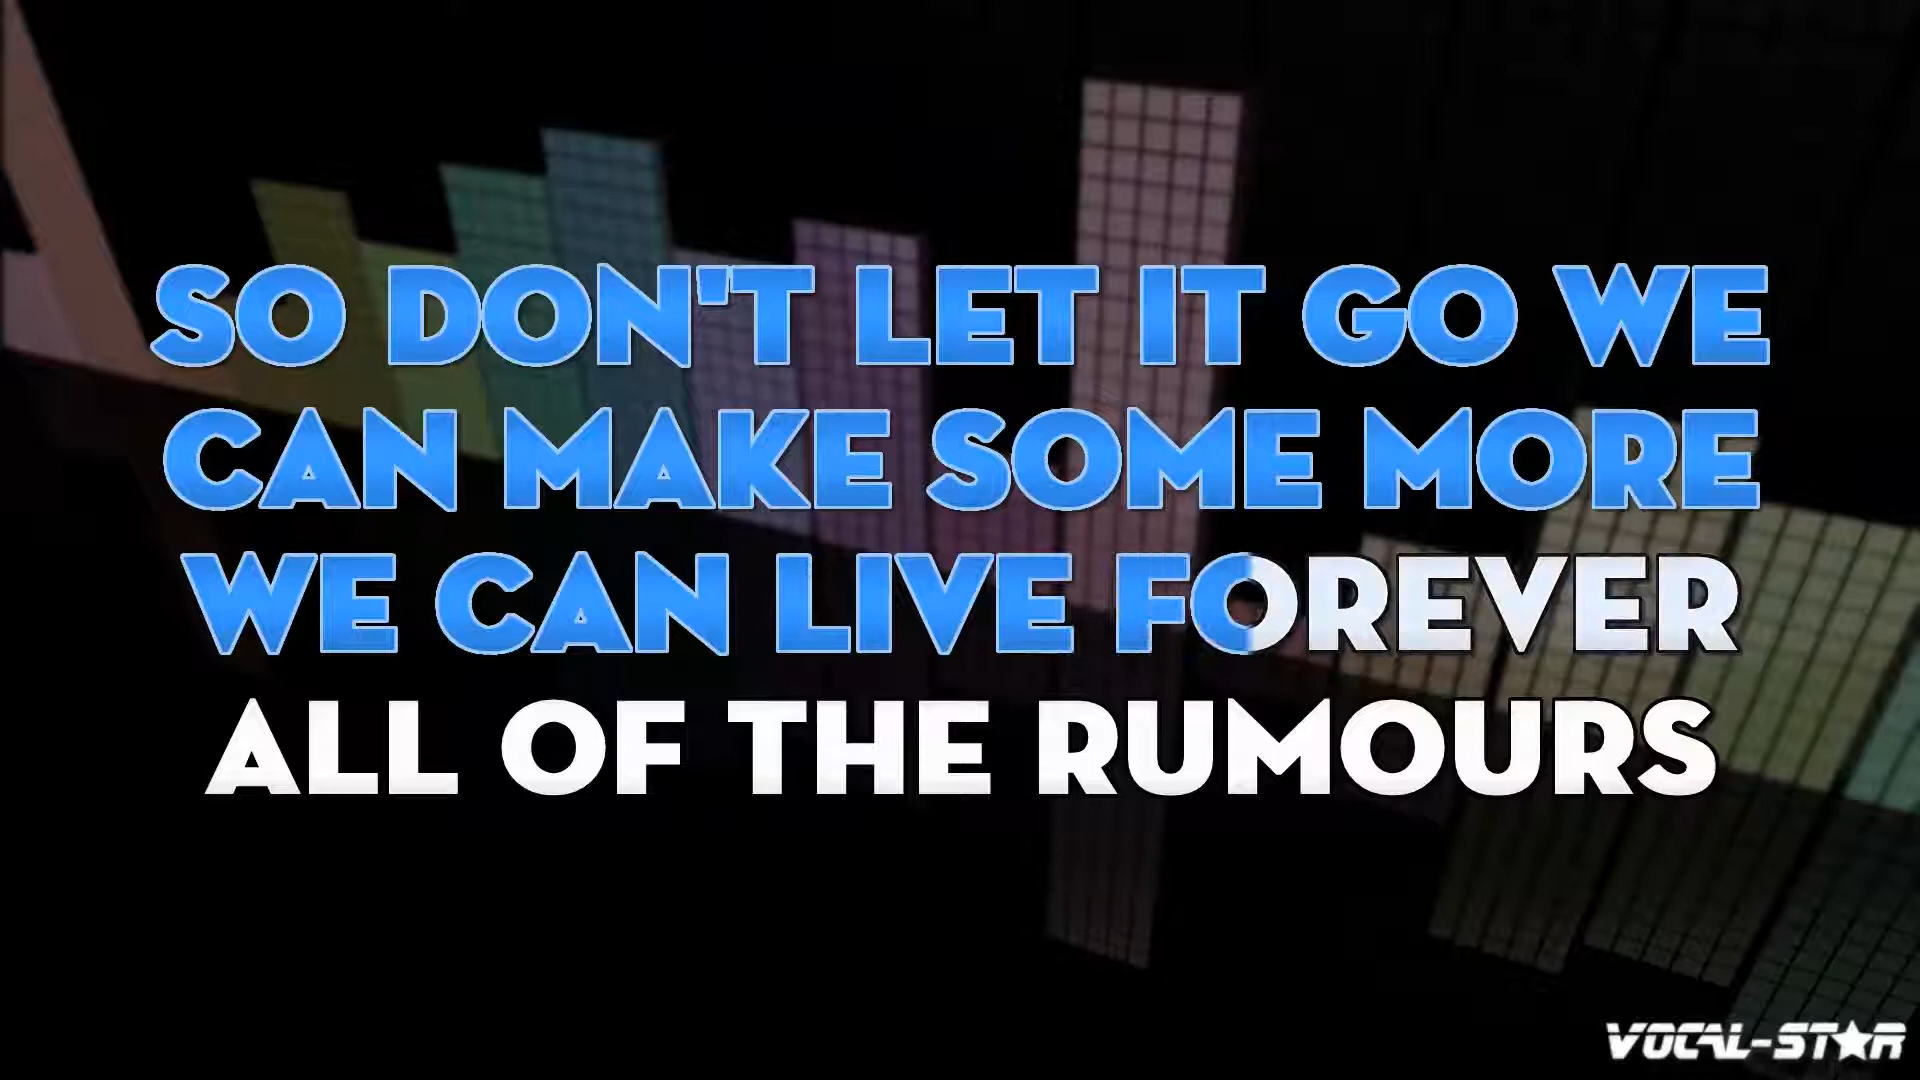 SO DON'T LET IT GO WE
CAN MAKE SOME MORE
WE CAN LIVE FOREVER
ALL OF THE RUMOURS
VOCAL-STAR